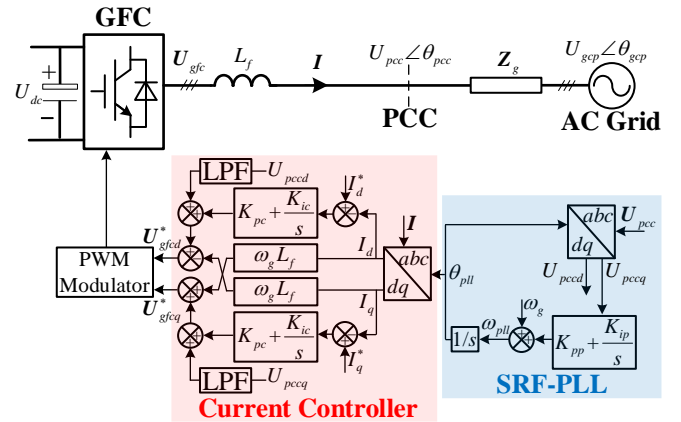 GFC
U_dc
+
−
U_gfc
L_f
I
U_pcc∠θ_pcc
PCC
Z_g
U_gcp∠θ_gcp
AC Grid
LPF
U_pccd
I_d^*
K_pc + K_ic/s
I
U*_gfcd
ω_g L_f
I_d
abc
dq
PWM
Modulator
U*_gfcq
ω_g L_f
I_q
K_pc + K_ic/s
I_q^*
LPF
U_pccq
Current Controller
abc
dq
U_pcc
θ_pll
U_pccd
U_pccq
ω_g
ω_pll
1/s
K_pp + K_ip/s
SRF-PLL